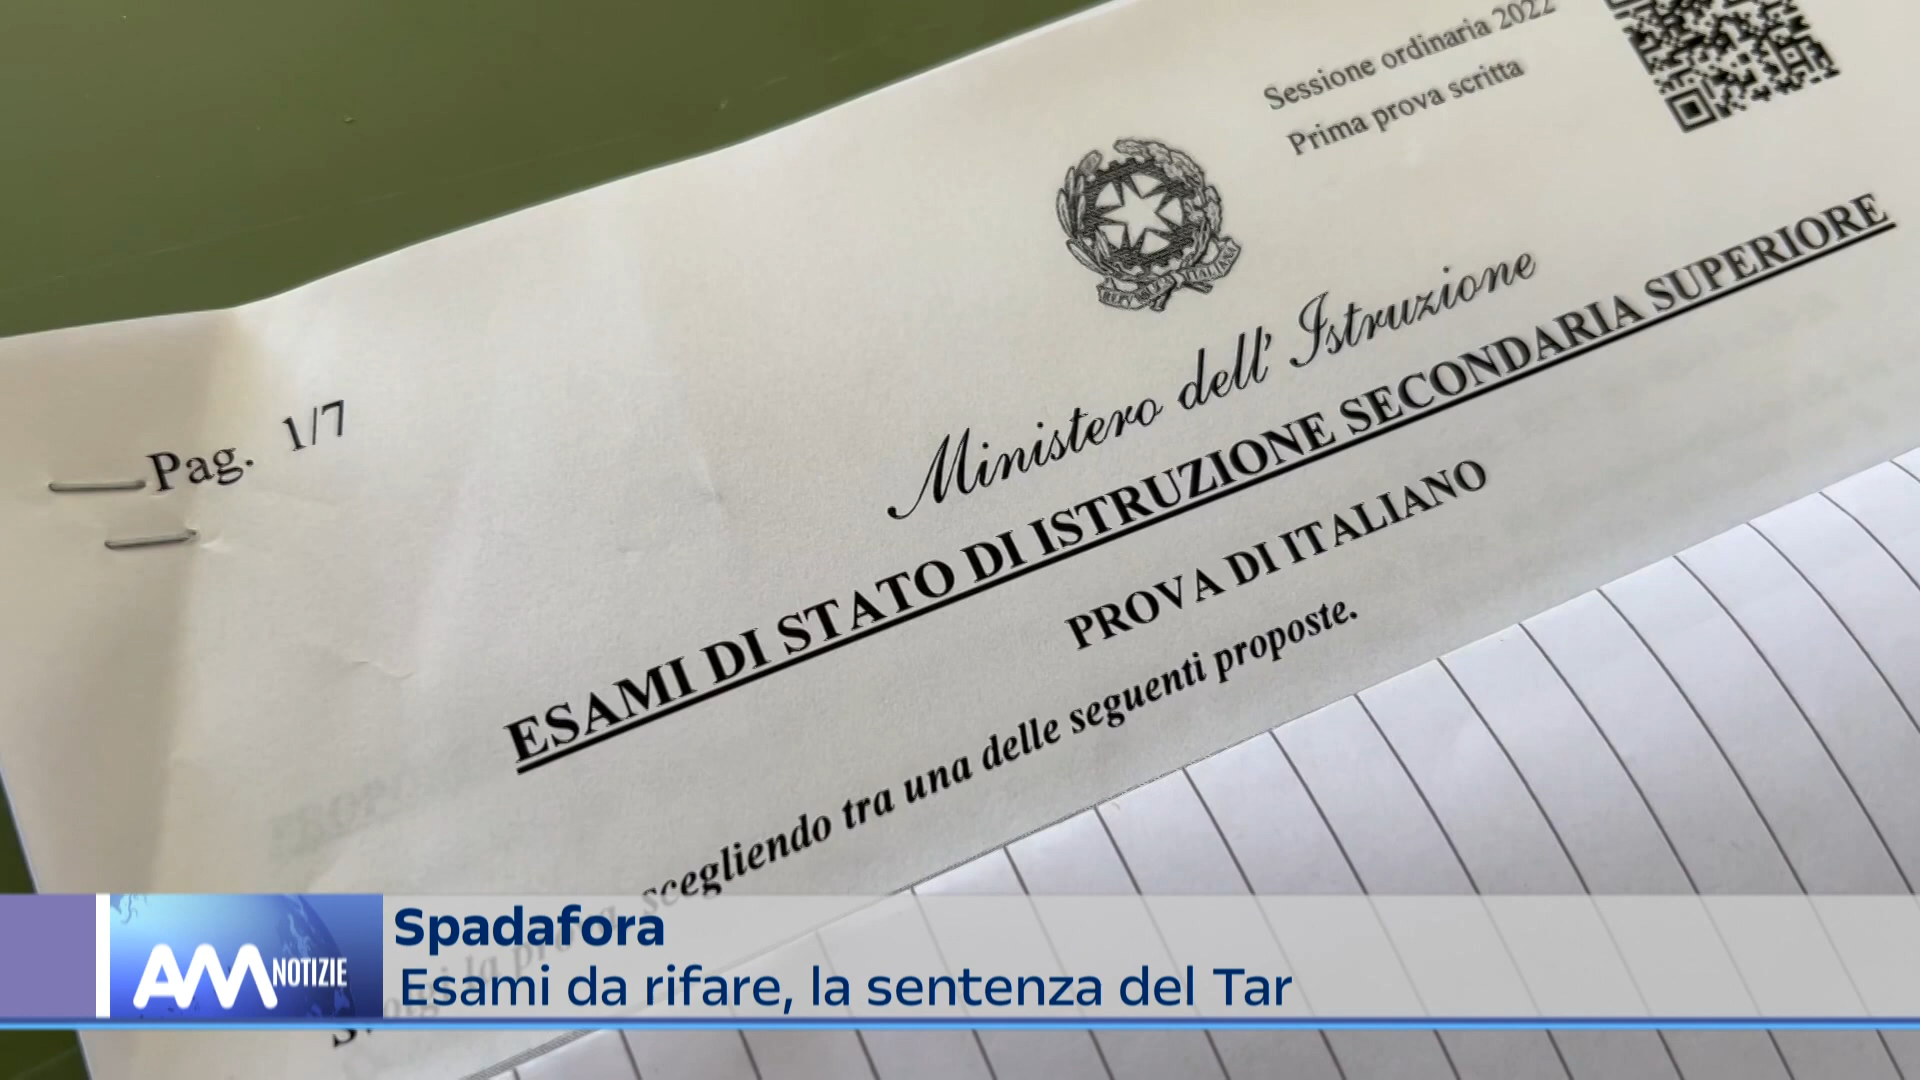 Sessione ordinaria 2022
Prima prova scritta
Pag. 1/7
Ministero dell' Istruzione
ESAMI DI STATO DI ISTRUZIONE SECONDARIA SUPERIORE
PROVA DI ITALIANO
scegliendo tra una delle seguenti proposte.
Spadafora
AM NOTIZIE
Esami da rifare, la sentenza del Tar